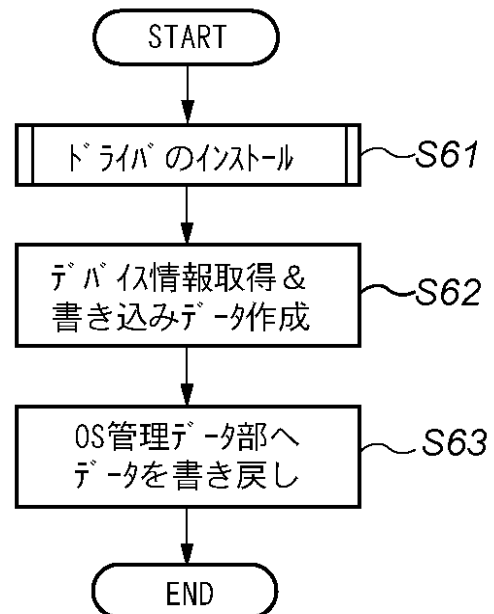 START
ドライバのインストール
S61
デバイス情報取得&
書き込みデータ作成
S62
OS管理データ部へ
データを書き戻し
S63
END